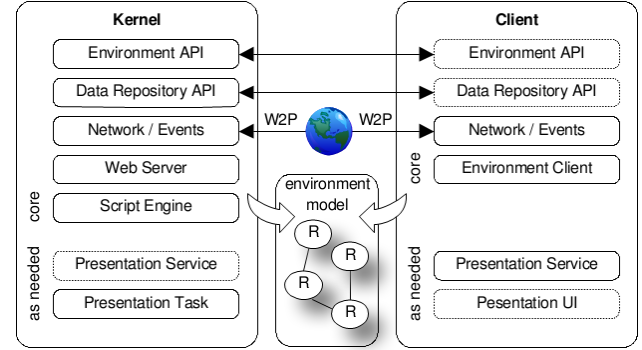 Kernel
Environment API
Data Repository API
Network / Events
Web Server
Script Engine
core
Presentation Service
Presentation Task
as needed
W2P
W2P
environment
model
R
R
R
R
Client
Environment API
Data Repository API
Network / Events
Environment Client
core
Presentation Service
Pesentation UI
as needed